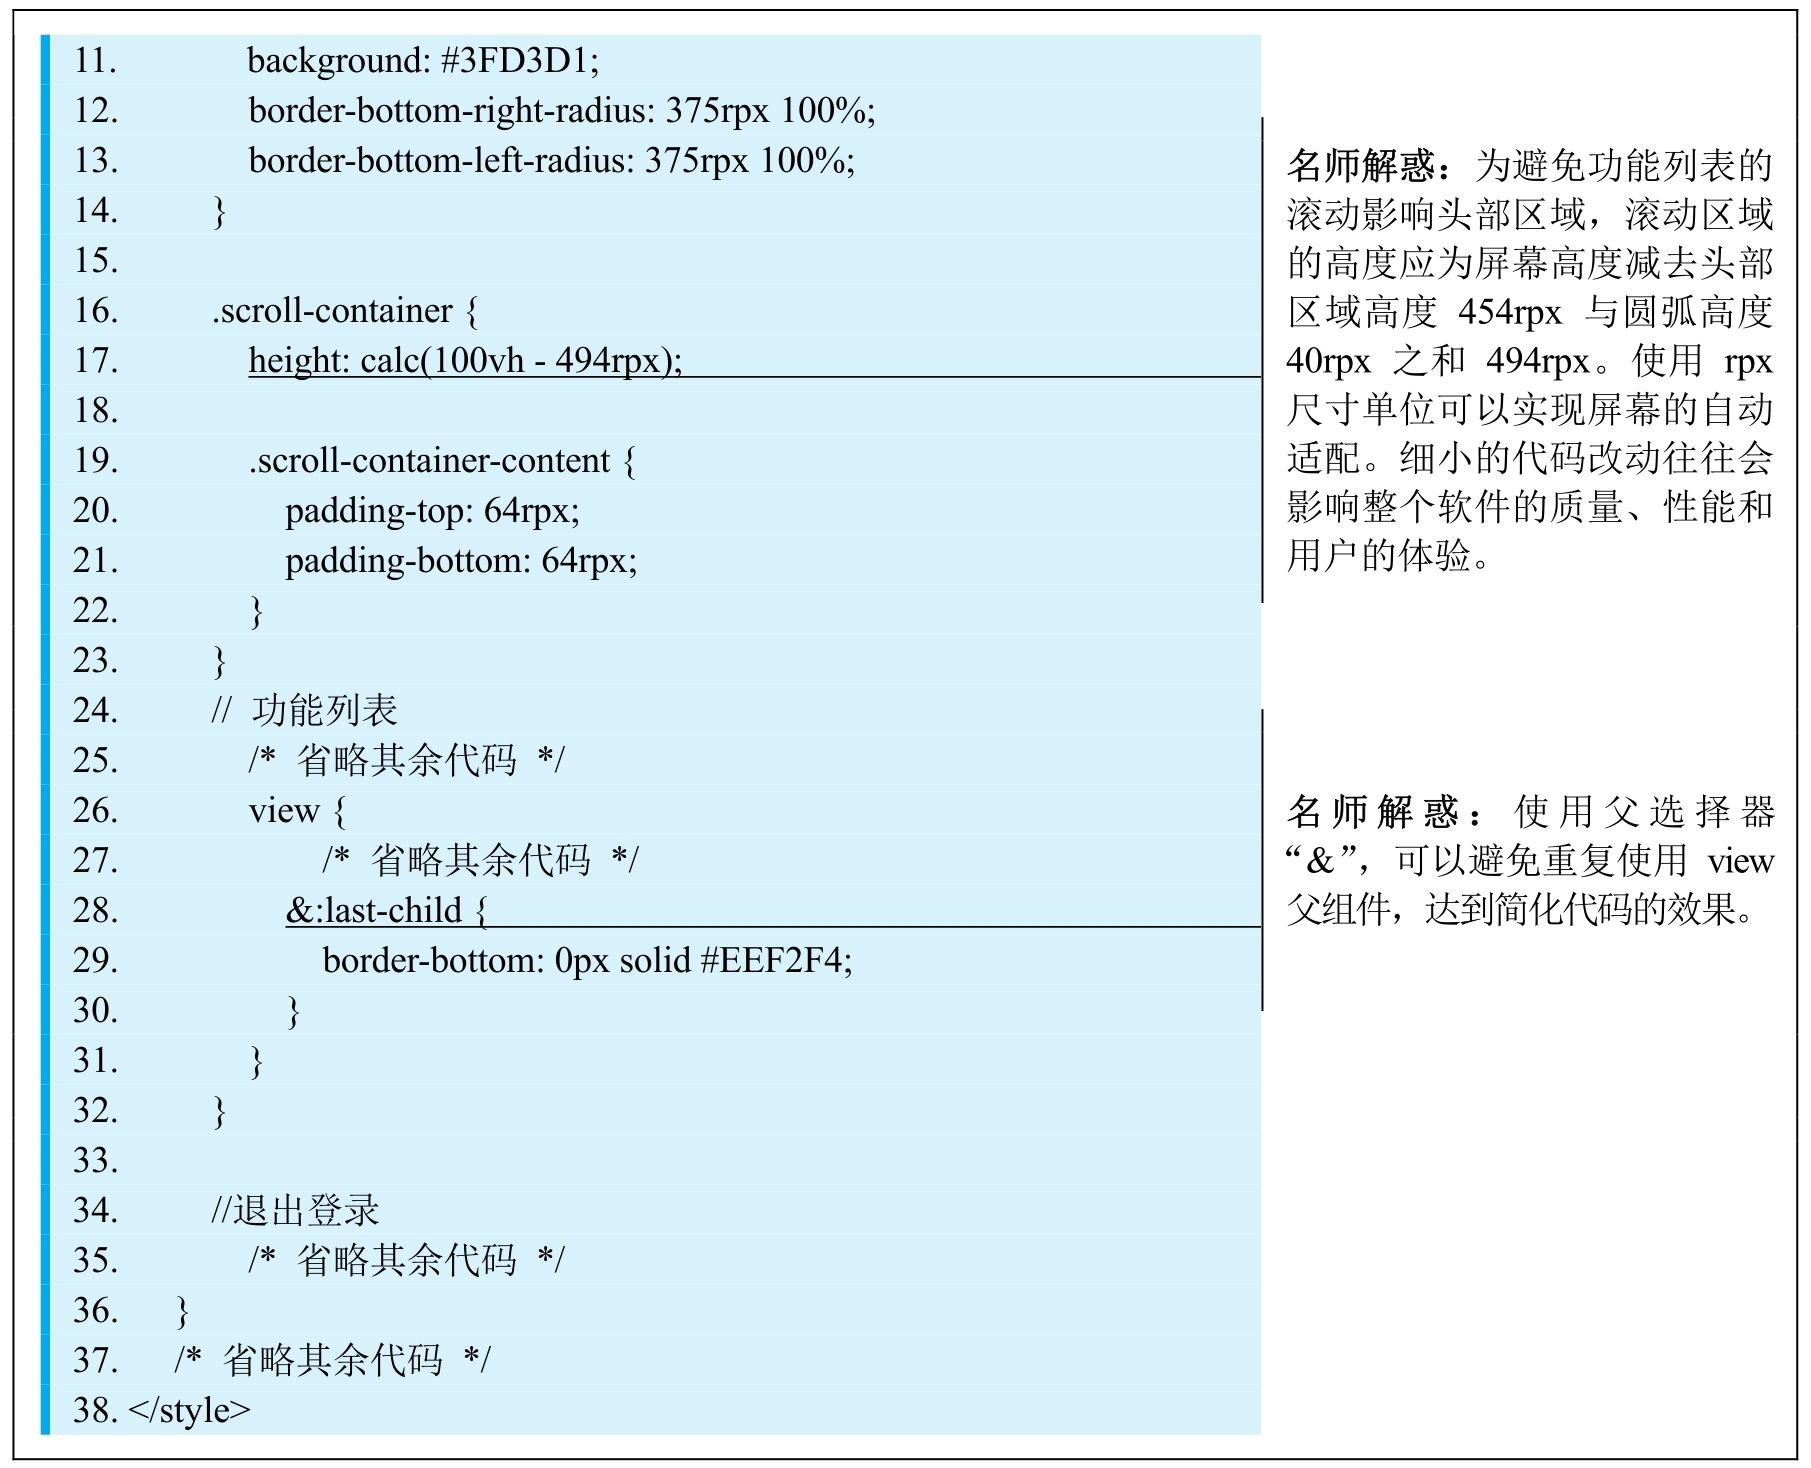 11. background: #3FD3D1;
12. border-bottom-right-radius: 375rpx 100%;
13. border-bottom-left-radius: 375rpx 100%;
14. }
15.
16. .scroll-container {
17. height: calc(100vh - 494rpx);
18.
19. .scroll-container-content {
20. padding-top: 64rpx;
21. padding-bottom: 64rpx;
22. }
23. }
24. // 功能列表
25. /* 省略其余代码 */
26. view {
27. /* 省略其余代码 */
28. &:last-child {
29. border-bottom: 0px solid #EEF2F4;
30. }
31. }
32. }
33.
34. //退出登录
35. /* 省略其余代码 */
36. }
37. /* 省略其余代码 */
38. </style>
名师解惑：为避免功能列表的
滚动影响头部区域，滚动区域
的高度应为屏幕高度减去头部
区域高度 454rpx 与圆弧高度
40rpx 之和 494rpx。使用 rpx
尺寸单位可以实现屏幕的自动
适配。细小的代码改动往往会
影响整个软件的质量、性能和
用户的体验。
名师解惑：使用父选择器
“&”，可以避免重复使用 view
父组件，达到简化代码的效果。